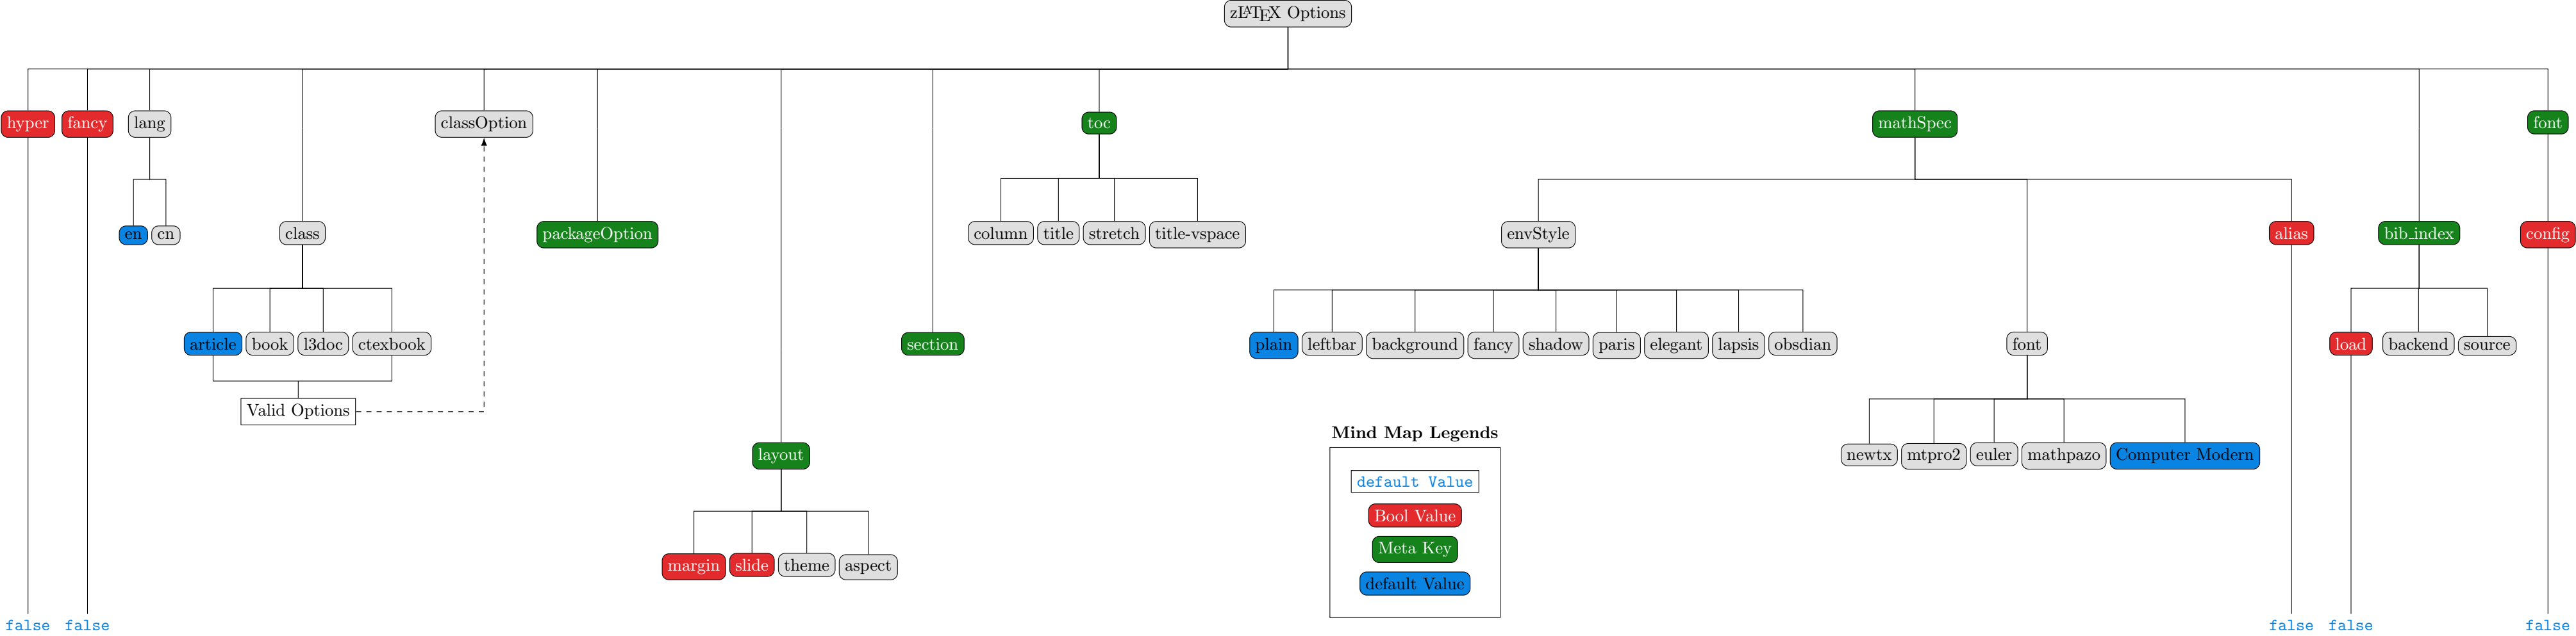 zLATEX Options
hyper fancy lang classOption toc mathSpec font
en cn class packageOption column title stretch title-vspace envStyle alias bib_index config
article book l3doc ctexbook section plain leftbar background fancy shadow paris elegant lapsis obsdian font load backend source
Valid Options
Mind Map Legends
layout newtx mtpro2 euler mathpazo Computer Modern
default Value
Bool Value
Meta Key
margin slide theme aspect
default Value
false false false false false